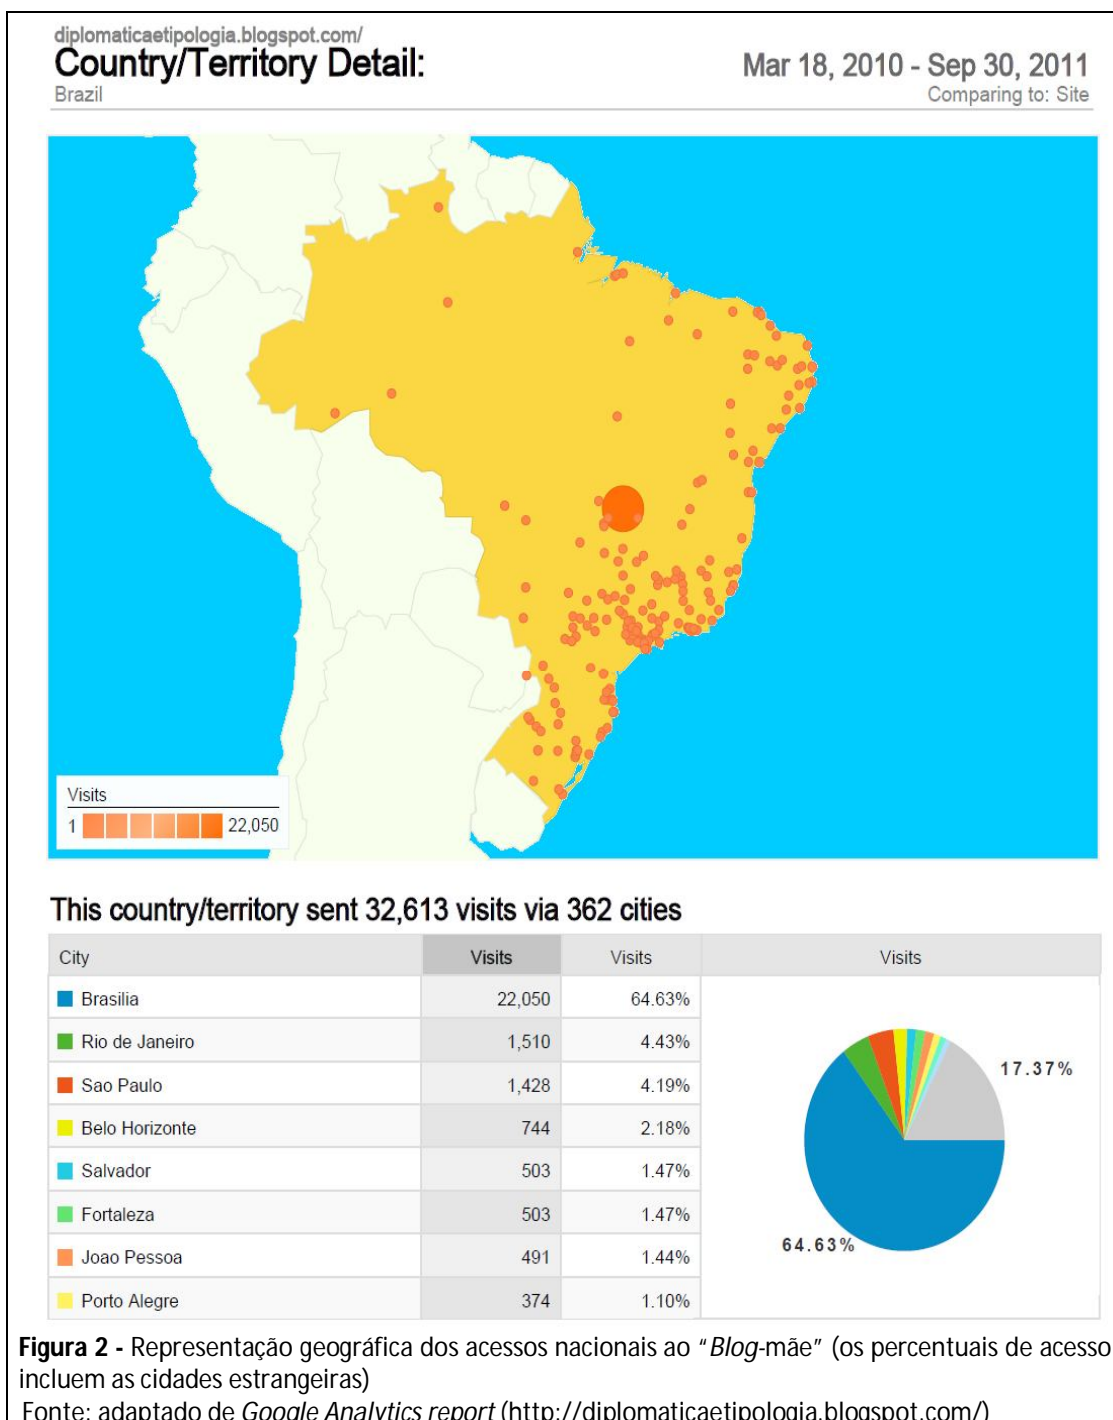 diplomaticaetipologia.blogspot.com/
Country/Territory Detail:
Brazil
Mar 18, 2010 - Sep 30, 2011
Comparing to: Site
Visits
1 22,050
This country/territory sent 32,613 visits via 362 cities
City Visits Visits Visits
Brasilia 22,050 64.63%
Rio de Janeiro 1,510 4.43%
Sao Paulo 1,428 4.19%
Belo Horizonte 744 2.18%
Salvador 503 1.47%
Fortaleza 503 1.47%
Joao Pessoa 491 1.44%
Porto Alegre 374 1.10%
17.37%
64.63%
Figura 2 - Representação geográfica dos acessos nacionais ao “Blog-mãe” (os percentuais de acesso
incluem as cidades estrangeiras)
Fonte: adaptado de Google Analytics report (http://diplomaticaetipologia.blogspot.com/)